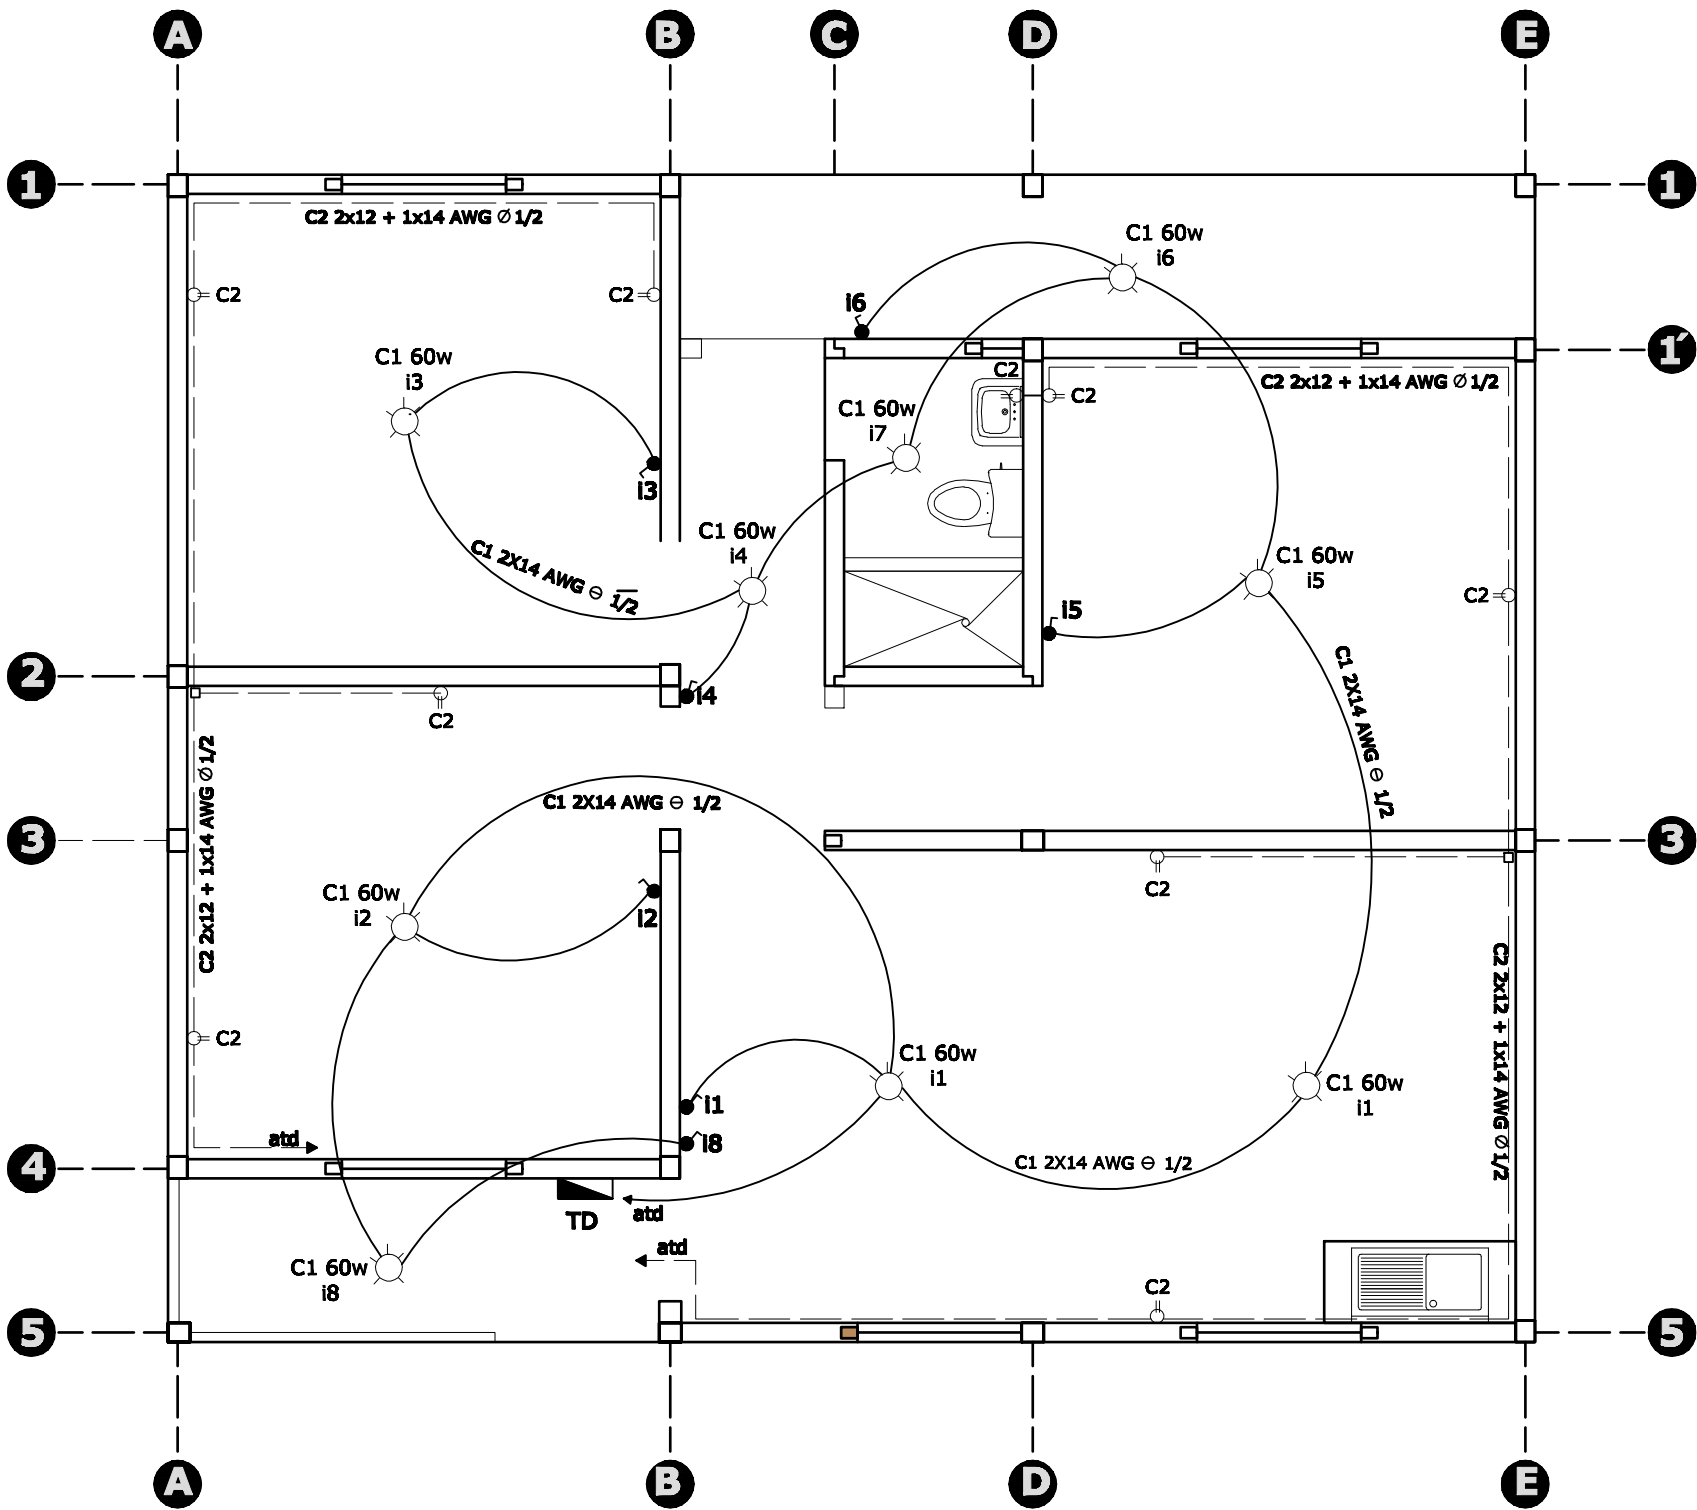 A B C D E
1 1
C2 2x12 + 1x14 AWG ∅ 1/2
C1 60w
i6
C2
C2
i6
1´
C1 60w
i3
C2
C2
C2 2x12 + 1x14 AWG ∅ 1/2
C1 60w
i7
i3
C1 60w
i4
C1 2X14 AWG ⊖ 1/2
C1 60w
i5
C2
i5
2
i4
C2
C1 2X14 AWG ⊖ 1/2
C2 2x12 + 1x14 AWG ∅ 1/2
C1 2X14 AWG ⊖ 1/2
3 3
C1 60w
i2
i2
C2
C2 2x12 + 1x14 AWG ∅ 1/2
C2
C1 60w
i1
C1 60w
i1
i1
atd
i8
4
C1 2X14 AWG ⊖ 1/2
TD
atd
atd
C1 60w
i8
C2
5 5
A B D E